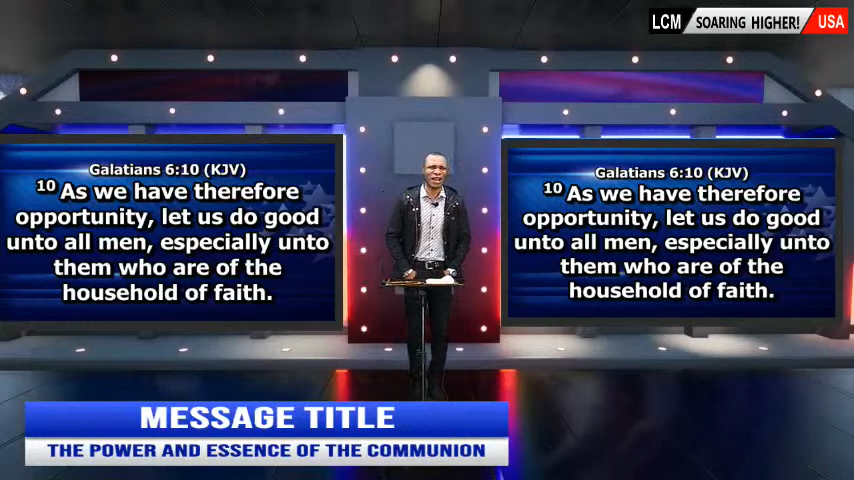 LCM SOARING HIGHER! USA
Galatians 6:10 (KJV)
10 As we have therefore
opportunity, let us do good
unto all men, especially unto
them who are of the
household of faith.
Galatians 6:10 (KJV)
10 As we have therefore
opportunity, let us do good
unto all men, especially unto
them who are of the
household of faith.
MESSAGE TITLE
THE POWER AND ESSENCE OF THE COMMUNION